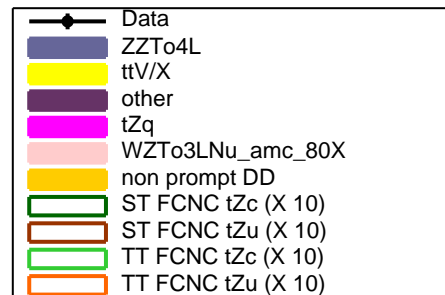 Data
ZZTo4L
ttV/X
other
tZq
WZTo3LNu_amc_80X
non prompt DD
ST FCNC tZc (X 10)
ST FCNC tZu (X 10)
TT FCNC tZc (X 10)
TT FCNC tZu (X 10)